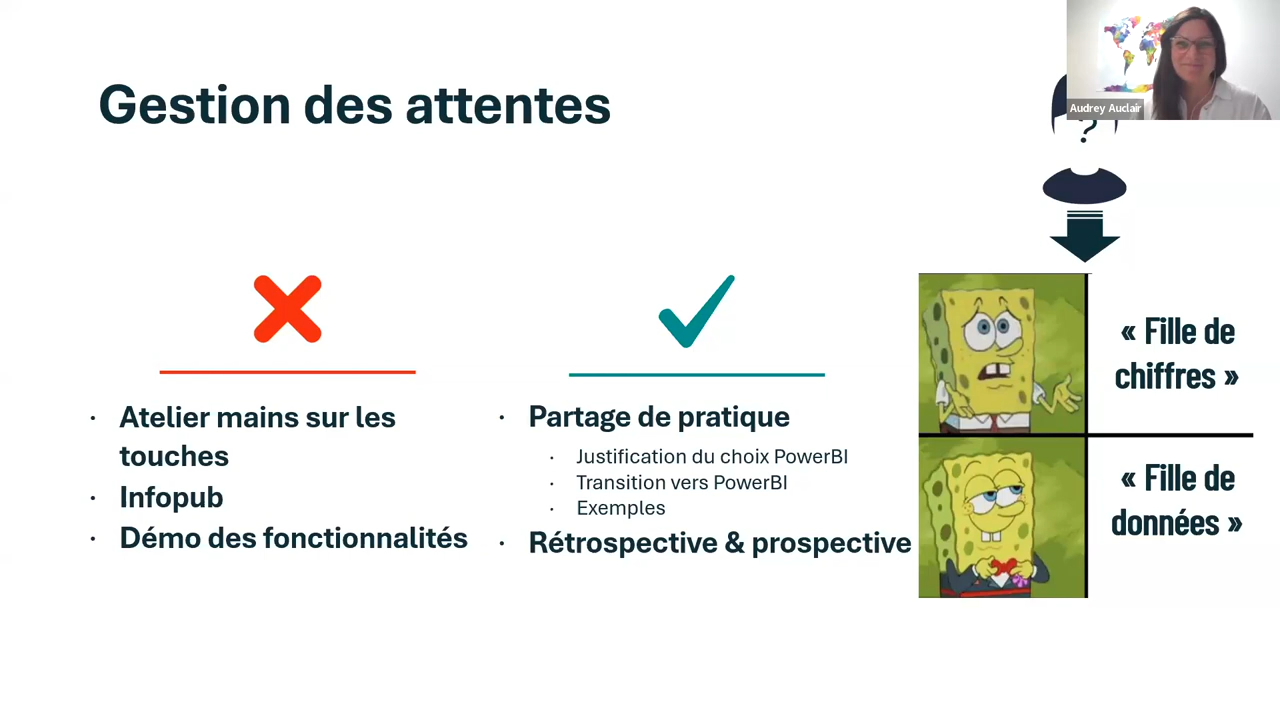 Gestion des attentes
Audrey Auclair
?
Atelier mains sur les
touches
Infopub
Démo des fonctionnalités
Partage de pratique
Justification du choix PowerBI
Transition vers PowerBI
Exemples
Rétrospective & prospective
« Fille de
chiffres »
« Fille de
données »